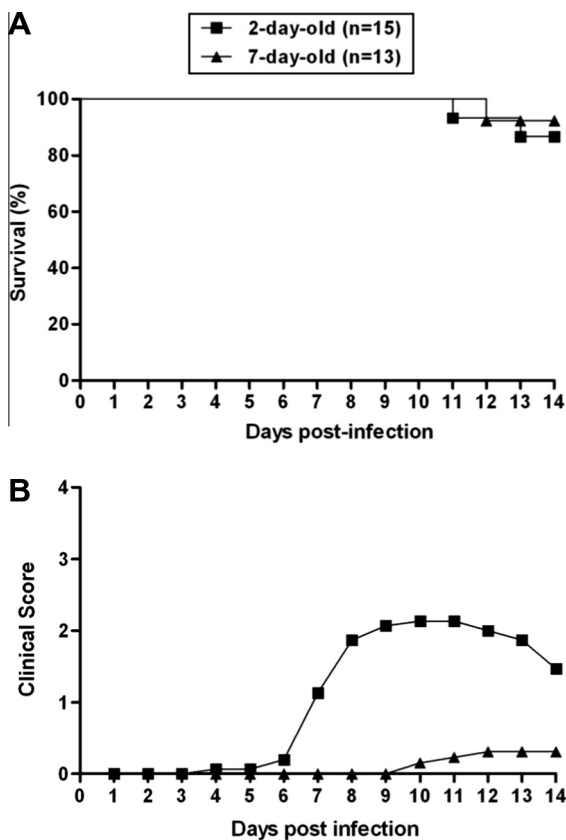 A
2-day-old (n=15)
7-day-old (n=13)
100
80
60
40
20
0
Survival (%)
0 1 2 3 4 5 6 7 8 9 10 11 12 13 14
Days post-infection
B
4
3
2
1
0
Clinical Score
0 1 2 3 4 5 6 7 8 9 10 11 12 13 14
Days post infection